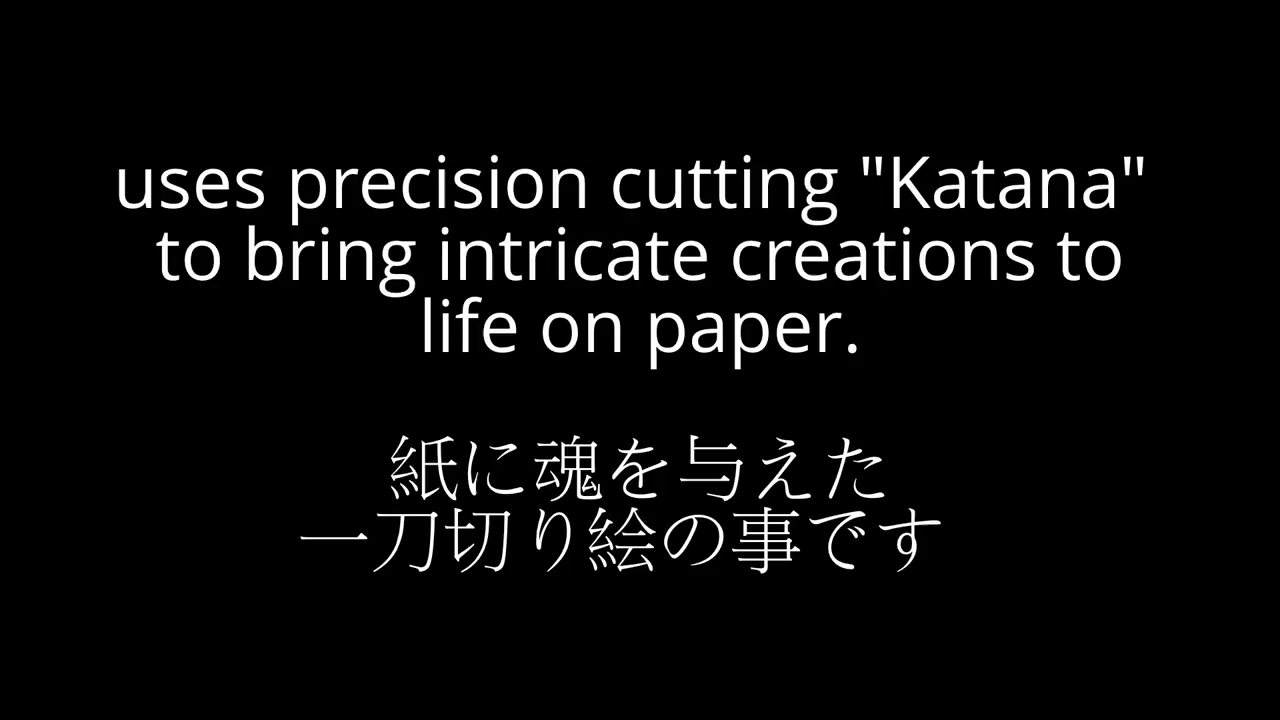 uses precision cutting "Katana"
to bring intricate creations to
life on paper.
紙に魂を与えた
一刀切り絵の事です